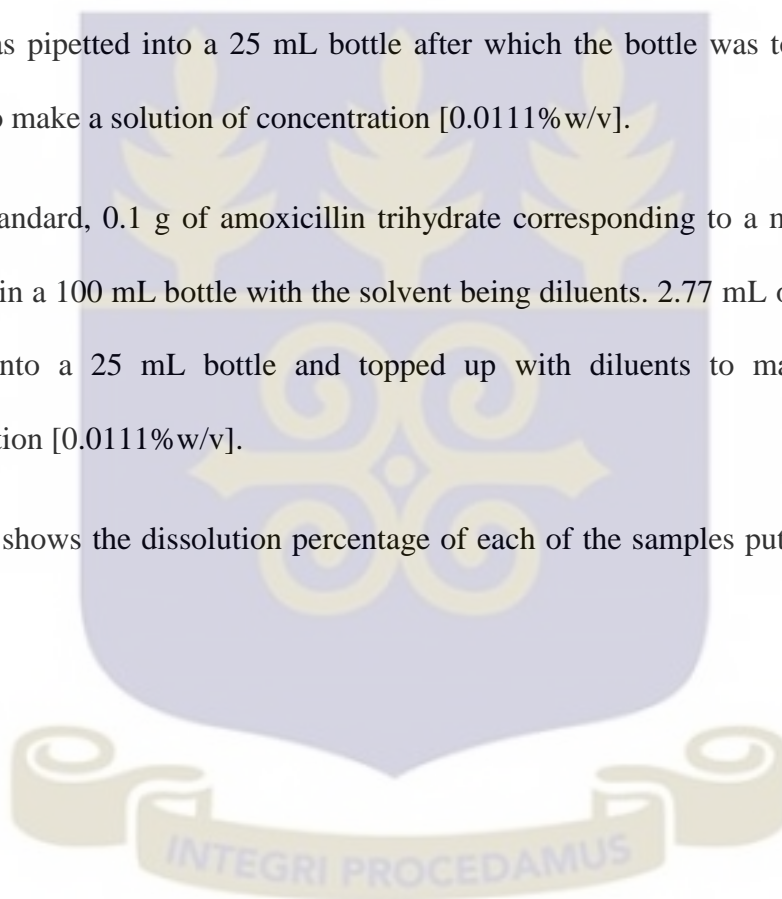 as pipetted into a 25 mL bottle after which the bottle was to
make a solution of concentration [0.0111%w/v].
andard, 0.1 g of amoxicillin trihydrate corresponding to a
in a 100 mL bottle with the solvent being diluents. 2.77 mL
nto a 25 mL bottle and topped up with diluents to ma
tion [0.0111%w/v].
shows the dissolution percentage of each of the samples put
INTEGRI PROCEDAMUS